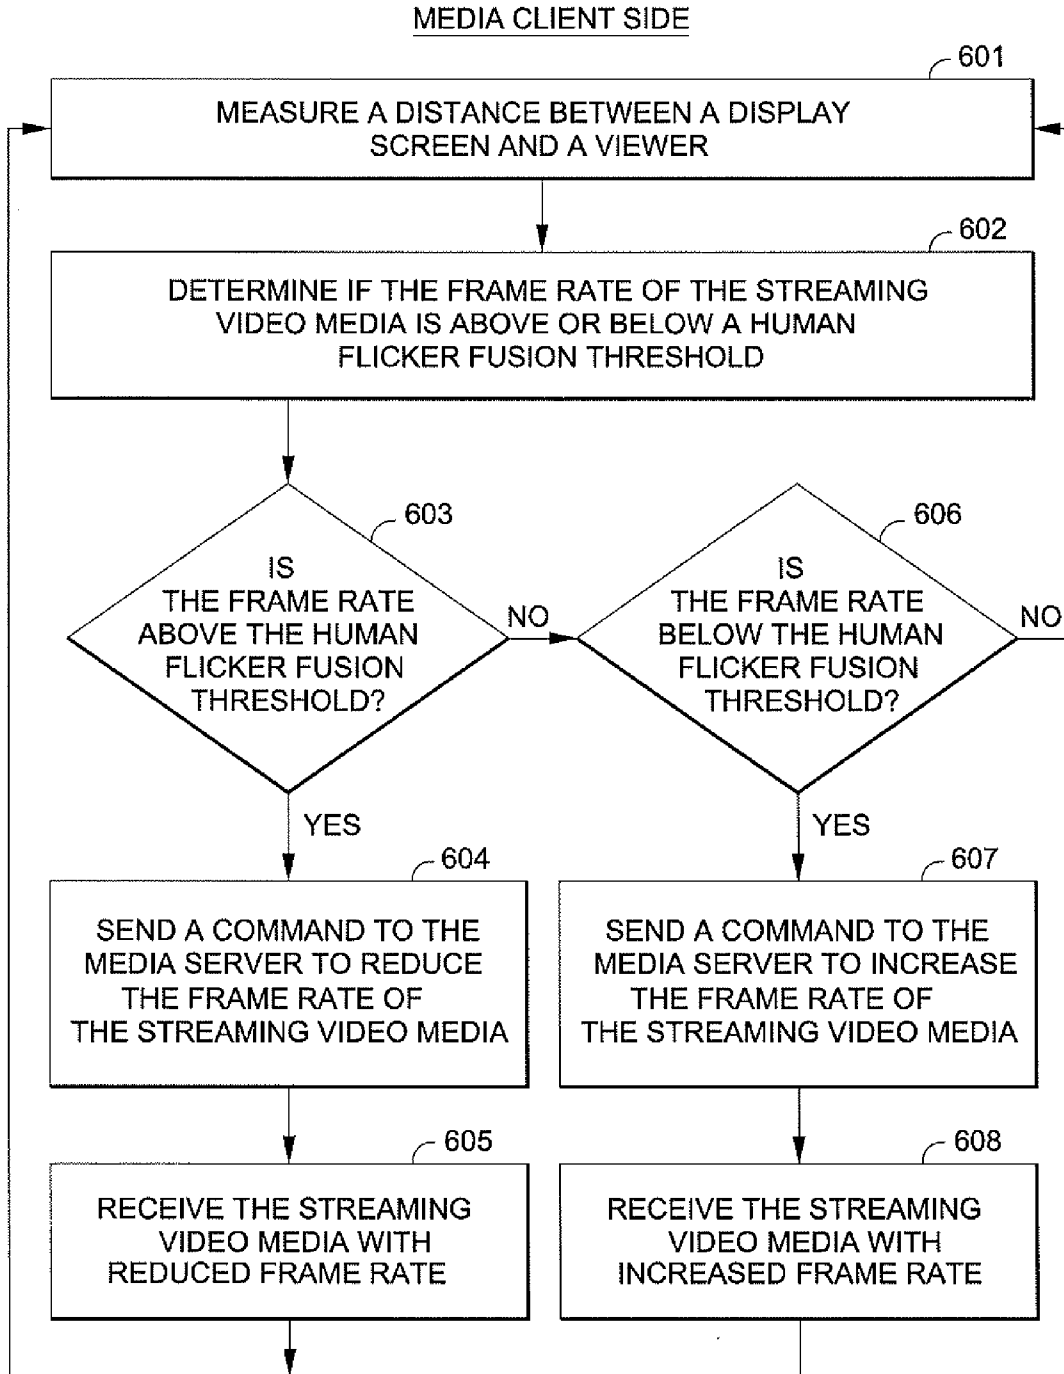 MEDIA CLIENT SIDE
601
MEASURE A DISTANCE BETWEEN A DISPLAY
SCREEN AND A VIEWER
602
DETERMINE IF THE FRAME RATE OF THE STREAMING
VIDEO MEDIA IS ABOVE OR BELOW A HUMAN
FLICKER FUSION THRESHOLD
603
IS
THE FRAME RATE
ABOVE THE HUMAN
FLICKER FUSION
THRESHOLD?
NO
YES
606
IS
THE FRAME RATE
BELOW THE HUMAN
FLICKER FUSION
THRESHOLD?
NO
YES
604
SEND A COMMAND TO THE
MEDIA SERVER TO REDUCE
THE FRAME RATE OF
THE STREAMING VIDEO MEDIA
607
SEND A COMMAND TO THE
MEDIA SERVER TO INCREASE
THE FRAME RATE OF
THE STREAMING VIDEO MEDIA
605
RECEIVE THE STREAMING
VIDEO MEDIA WITH
REDUCED FRAME RATE
608
RECEIVE THE STREAMING
VIDEO MEDIA WITH
INCREASED FRAME RATE